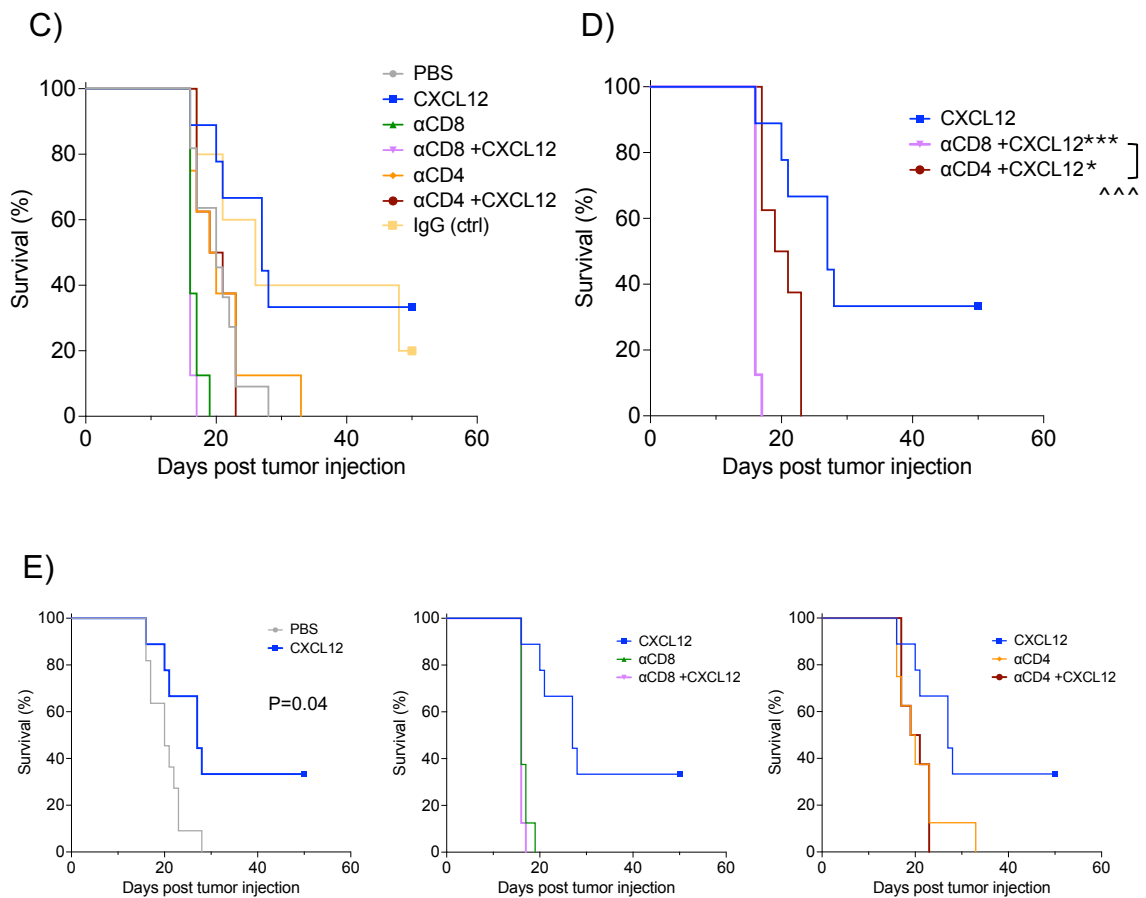 C)
D)
100
80
60
40
20
0
Survival (%)
0
20
40
60
Days post tumor injection
PBS
CXCL12
αCD8
αCD8 +CXCL12
αCD4
αCD4 +CXCL12
IgG (ctrl)
100
80
60
40
20
0
Survival (%)
0
20
40
60
Days post tumor injection
CXCL12
αCD8 +CXCL12***
αCD4 +CXCL12*
^^^
E)
100
80
60
40
20
0
Survival (%)
0
20
40
60
Days post tumor injection
PBS
CXCL12
P=0.04
100
80
60
40
20
0
Survival (%)
0
20
40
60
Days post tumor injection
CXCL12
αCD8
αCD8 +CXCL12
100
80
60
40
20
0
Survival (%)
0
20
40
60
Days post tumor injection
CXCL12
αCD4
αCD4 +CXCL12